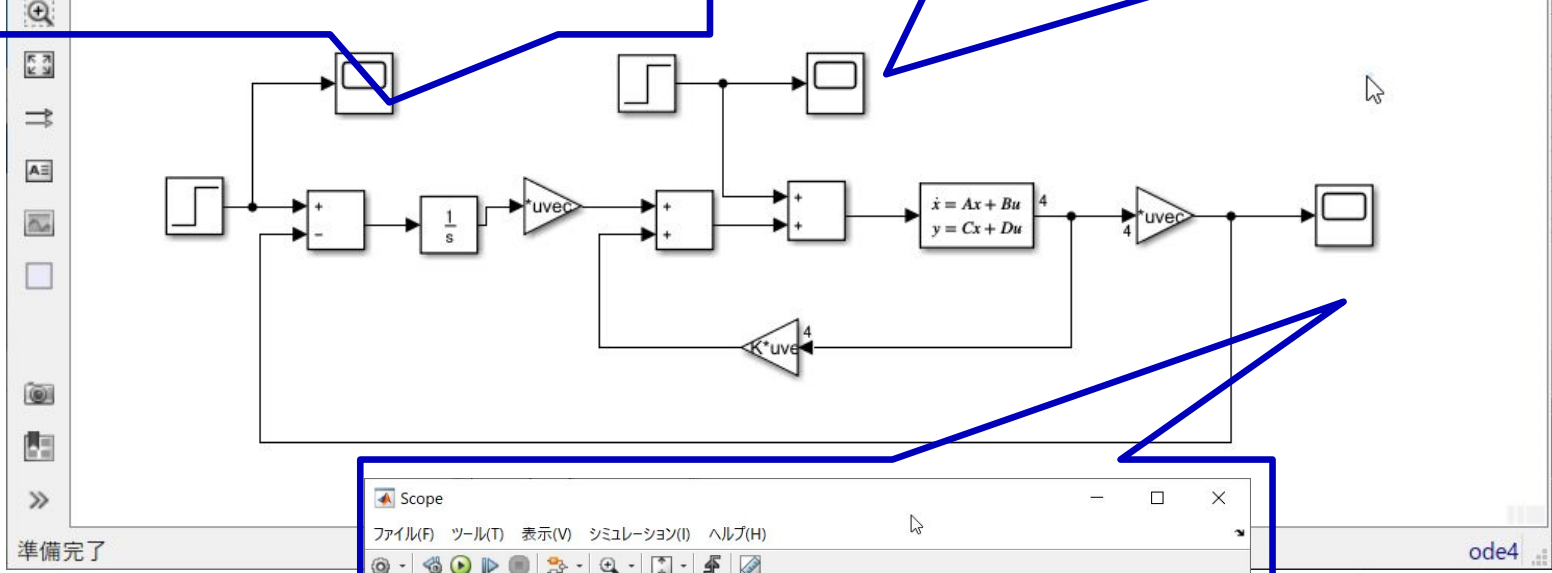 A
+
−
1
s
*uvec
+
+
+
+
ẋ = Ax + Bu
y = Cx + Du
4
*uvec
4
K*uve
4
Scope
ファイル(F) ツール(T) 表示(V) シミュレーション(I) ヘルプ(H)
準備完了
ode4